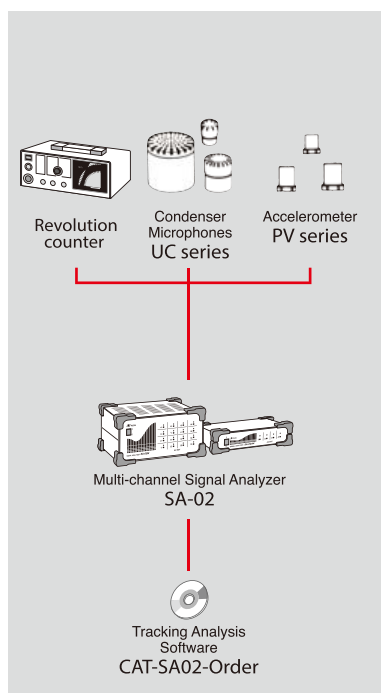 Revolution
counter
Condenser
Microphones
UC series
Accelerometer
PV series
Multi-channel Signal Analyzer
SA-02
Tracking Analysis
Software
CAT-SA02-Order